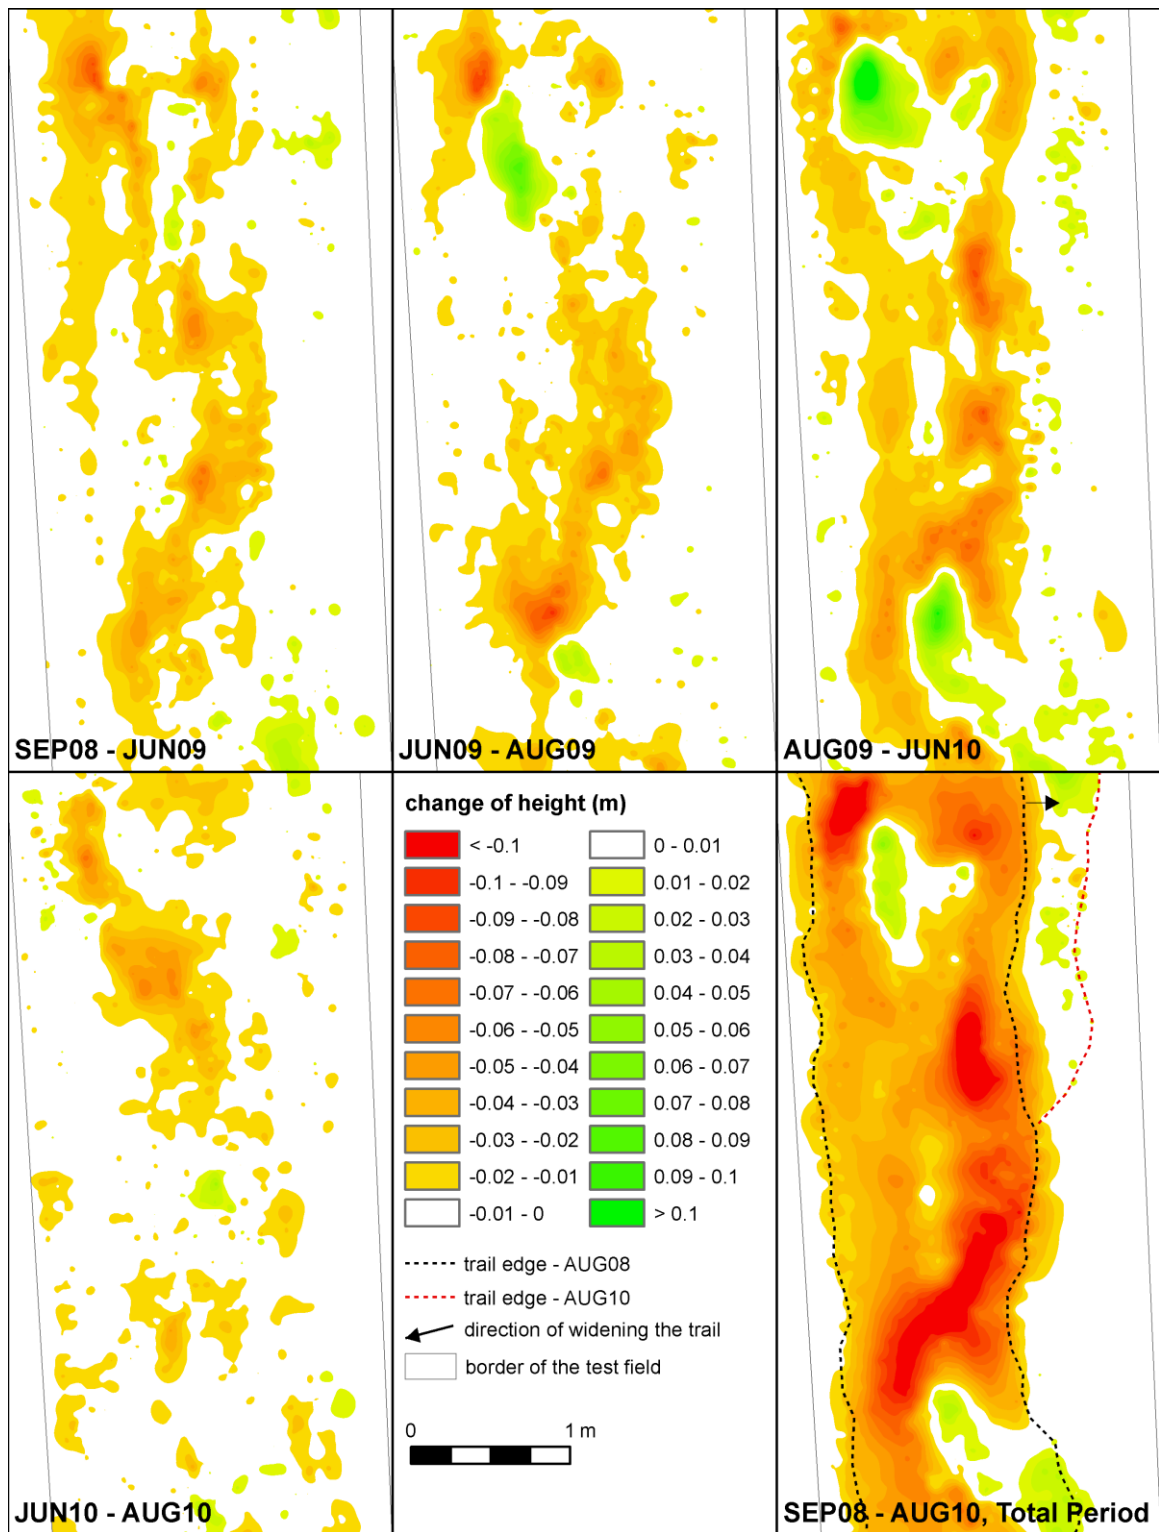 SEP08 - JUN09
JUN09 - AUG09
AUG09 - JUN10
JUN10 - AUG10
change of height (m)
< -0.1
-0.1 - -0.09
-0.09 - -0.08
-0.08 - -0.07
-0.07 - -0.06
-0.06 - -0.05
-0.05 - -0.04
-0.04 - -0.03
-0.03 - -0.02
-0.02 - -0.01
-0.01 - 0
0 - 0.01
0.01 - 0.02
0.02 - 0.03
0.03 - 0.04
0.04 - 0.05
0.05 - 0.06
0.06 - 0.07
0.07 - 0.08
0.08 - 0.09
0.09 - 0.1
> 0.1
trail edge - AUG08
trail edge - AUG10
direction of widening the trail
border of the test field
0 1 m
SEP08 - AUG10, Total Period